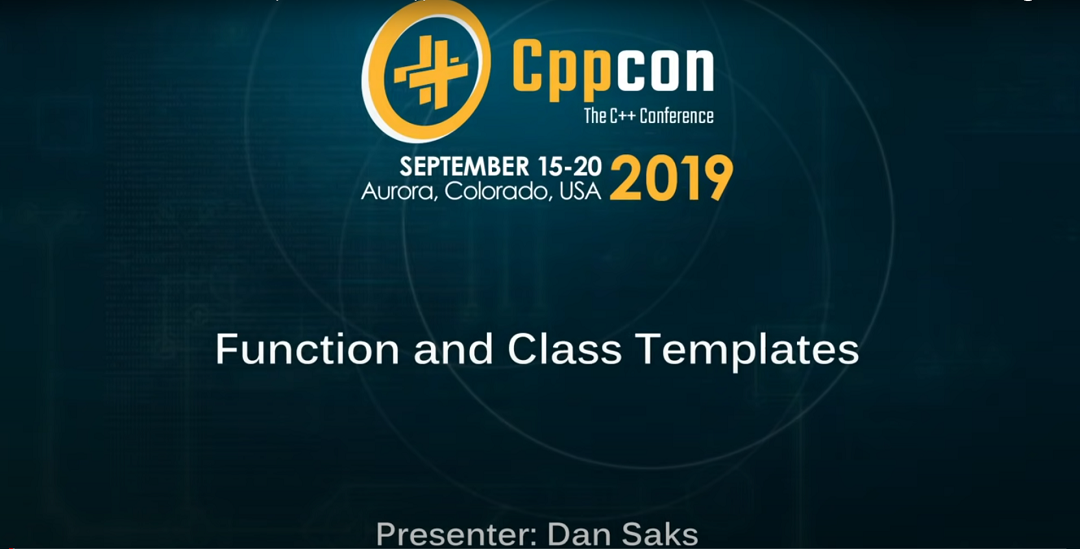 Cppcon
The C++ Conference
SEPTEMBER 15-20 2019
Aurora, Colorado, USA
Function and Class Templates
Presenter: Dan Saks